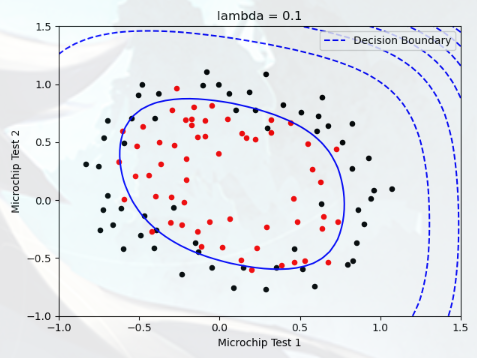 lambda = 0.1
Decision Boundary
1.5
1.0
0.5
0.0
−0.5
−1.0
Microchip Test 2
−1.0 −0.5 0.0 0.5 1.0 1.5
Microchip Test 1